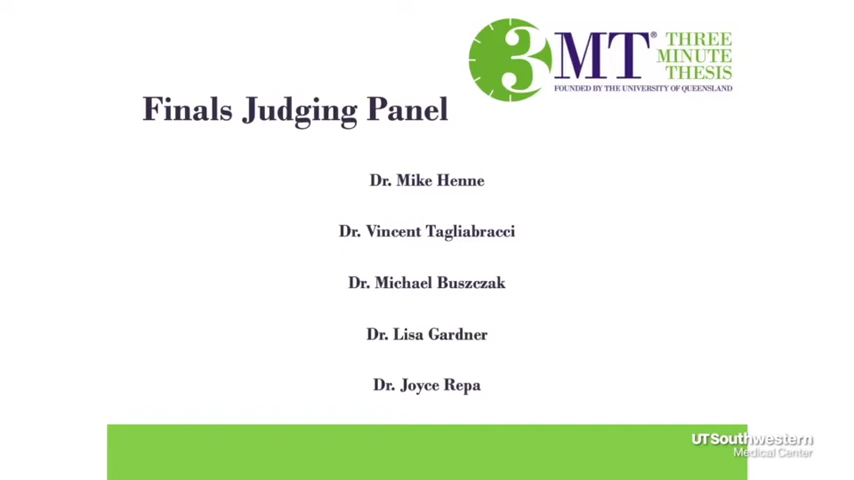 3MT® THREE
MINUTE
THESIS
FOUNDED BY THE UNIVERSITY OF QUEENSLAND
Finals Judging Panel
Dr. Mike Henne
Dr. Vincent Tagliabracci
Dr. Michael Buszczak
Dr. Lisa Gardner
Dr. Joyce Repa
UTSouthwestern
Medical Center